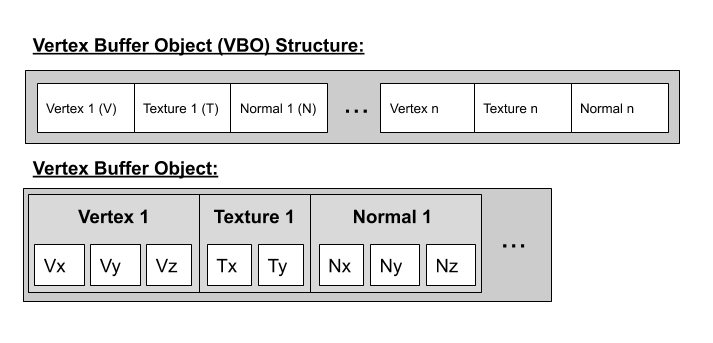 Vertex Buffer Object (VBO) Structure:
Vertex 1 (V) Texture 1 (T) Normal 1 (N) ... Vertex n Texture n Normal n
Vertex Buffer Object:
Vertex 1 Texture 1 Normal 1
Vx Vy Vz Tx Ty Nx Ny Nz ...